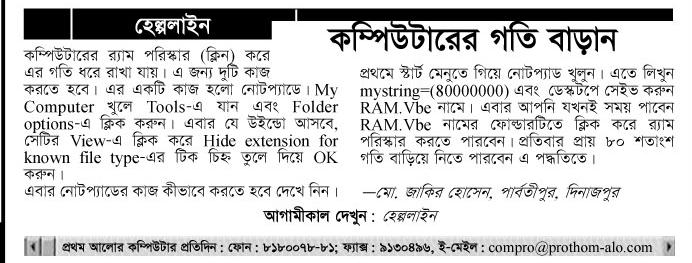 হেল্পলাইন
কম্পিউটারের গতি বাড়ান
কম্পিউটারের র‍্যাম পরিস্কার (ক্লিন) করে
এর গতি ধরে রাখা যায়। এ জন্য দুটি কাজ
করতে হবে। এর একটি কাজ হলো নোটপ্যাডে। My
Computer খুলে Tools-এ যান এবং Folder
options-এ ক্লিক করুন। এবার যে উইন্ডো আসবে,
সেটির View-এ ক্লিক করে Hide extension for
known file type-এর টিক চিহ্ন তুলে দিয়ে OK
করুন।
এবার নোটপ্যাডের কাজ কীভাবে করতে হবে দেখে নিন।
প্রথমে স্টার্ট মেনুতে গিয়ে নোটপ্যাড খুলুন। এতে লিখুন
mystring=(80000000) এবং ডেস্কটপে সেইভ করুন
RAM.Vbe নামে। এবার আপনি যখনই সময় পাবেন
RAM.Vbe নামের ফোল্ডারটিতে ক্লিক করে র‍্যাম
পরিস্কার করতে পারবেন। প্রতিবার প্রায় ৮০ শতাংশ
গতি বাড়িয়ে নিতে পারবেন এ পদ্ধতিতে।
—মো. জাকির হোসেন, পার্বতীপুর, দিনাজপুর
আগামীকাল দেখুন : হেল্পলাইন
প্রথম আলোর কম্পিউটার প্রতিদিন : ফোন : ৮১৮০০৭৮-৮১; ফ্যাক্স : ৯১৩০৪৯৬, ই-মেইল : compro@prothom-alo.com